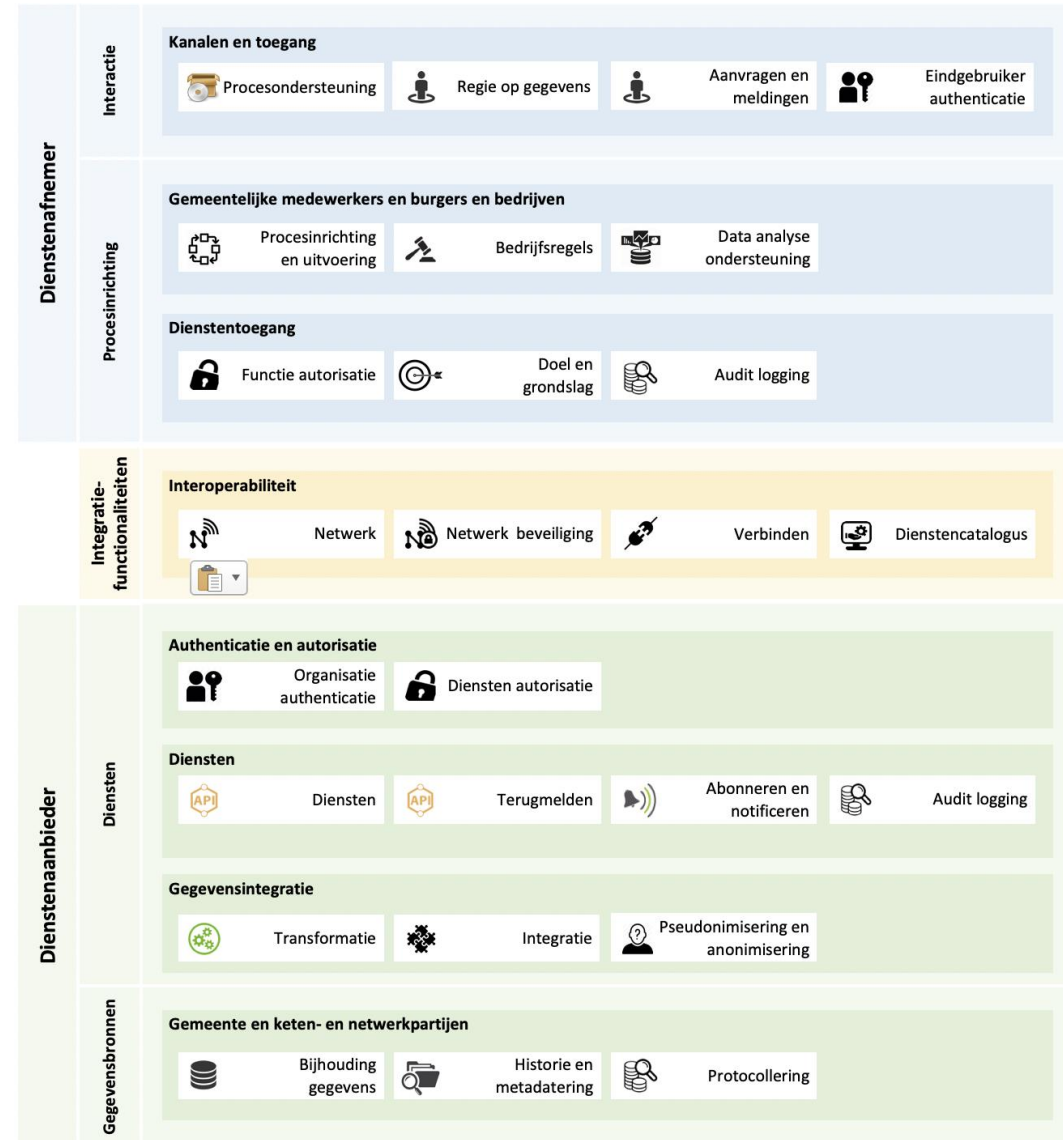 Dienstenafnemer
Interactie
Kanalen en toegang
Procesondersteuning
Regie op gegevens
Aanvragen en
meldingen
Eindgebruiker
authenticatie
Procesinrichting
Gemeentelijke medewerkers en burgers en bedrijven
Procesinrichting
en uitvoering
Bedrijfsregels
Data analyse
ondersteuning
Dienstentoegang
Functie autorisatie
Doel en
grondslag
Audit logging
Integratie-
functionaliteiten
Interoperabiliteit
Netwerk
Netwerk beveiliging
Verbinden
Dienstencatalogus
Dienstenaanbieder
Diensten
Authenticatie en autorisatie
Organisatie
authenticatie
Diensten autorisatie
Diensten
API
Diensten
API
Terugmelden
Abonneren en
notificeren
Audit logging
Gegevensintegratie
Transformatie
Integratie
Pseudonimisering en
anonimisering
Gegevensbronnen
Gemeente en keten- en netwerkpartijen
Bijhouding
gegevens
Historie en
metadatering
Protocollering